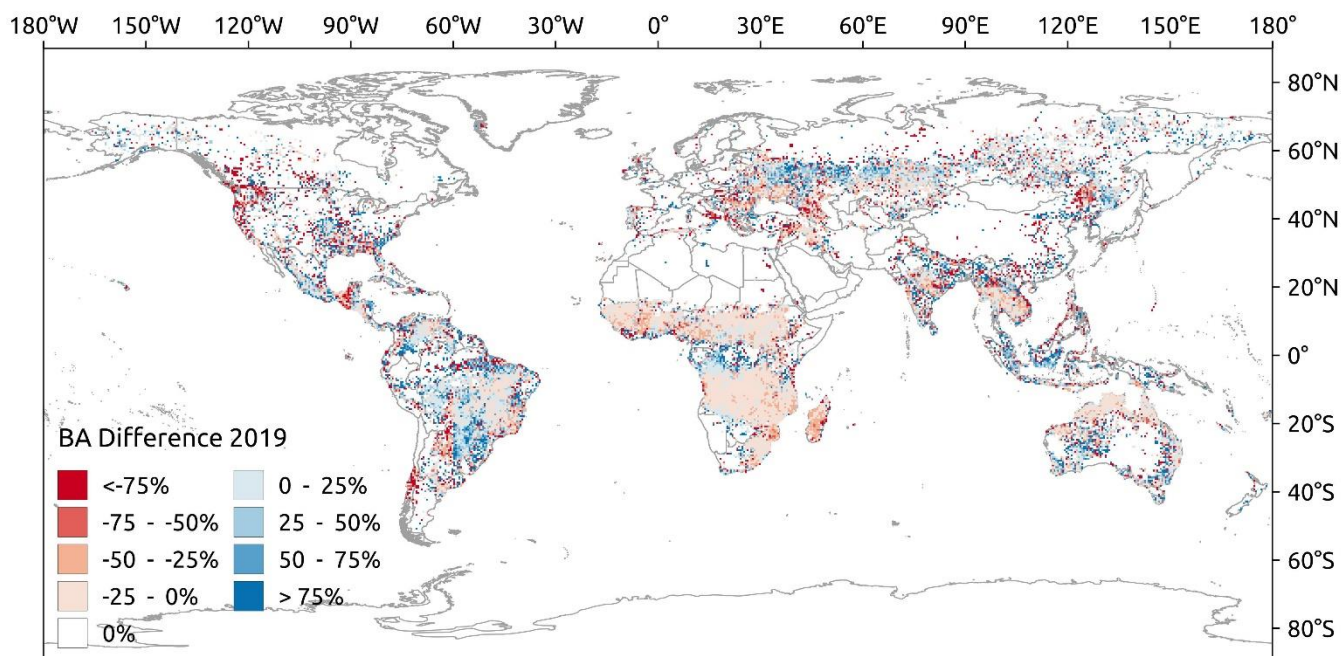 180° 150°W 120°W 90°W 60°W 30°W 0° 30°E 60°E 90°E 120°E 150°E 180°
80°N
60°N
40°N
20°N
0°
20°S
40°S
60°S
80°S
BA Difference 2019
<-75% 0 - 25%
-75 - -50% 25 - 50%
-50 - -25% 50 - 75%
-25 - 0% > 75%
0%